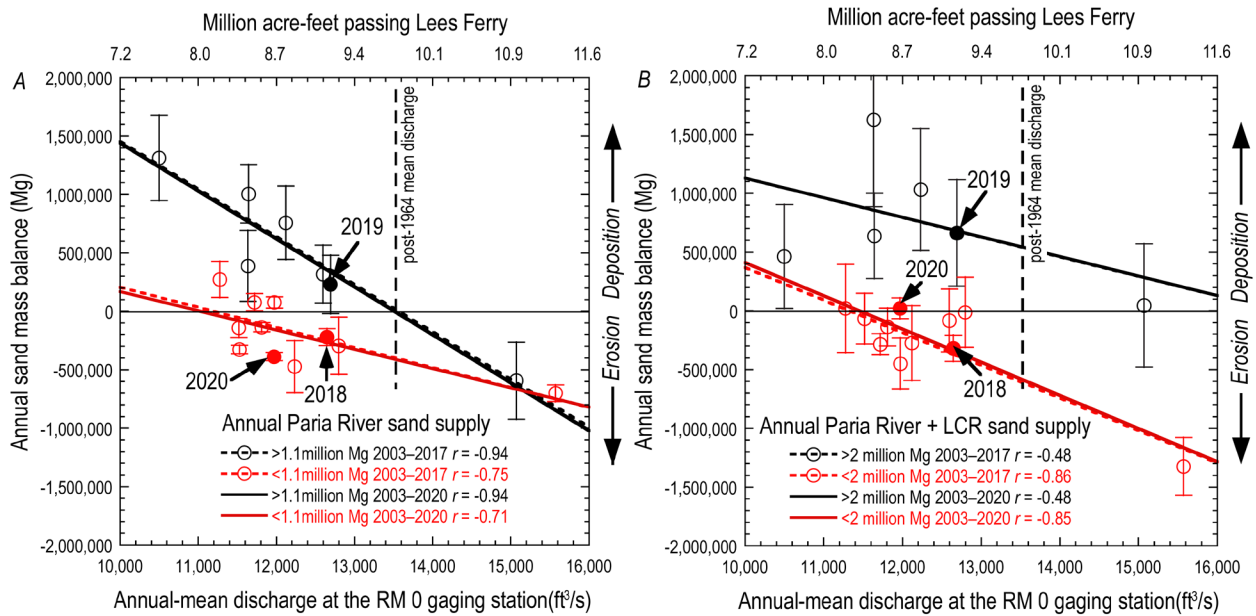 Million acre-feet passing Lees Ferry
7.2 8.0 8.7 9.4 10.1 10.9 11.6
A
2,000,000
1,500,000
1,000,000
500,000
0
-500,000
-1,000,000
-1,500,000
-2,000,000
Annual sand mass balance (Mg)
post-1964 mean discharge
2019
2020
2018
Erosion Deposition
Annual Paria River sand supply
>1.1million Mg 2003–2017 r = -0.94
<1.1million Mg 2003–2017 r = -0.75
>1.1million Mg 2003–2020 r = -0.94
<1.1million Mg 2003–2020 r = -0.71
10,000 11,000 12,000 13,000 14,000 15,000 16,000
Annual-mean discharge at the RM 0 gaging station(ft³/s)
Million acre-feet passing Lees Ferry
7.2 8.0 8.7 9.4 10.1 10.9 11.6
B
2,000,000
1,500,000
1,000,000
500,000
0
-500,000
-1,000,000
-1,500,000
-2,000,000
Annual sand mass balance (Mg)
post-1964 mean discharge
2019
2020
2018
Erosion Deposition
Annual Paria River + LCR sand supply
>2 million Mg 2003–2017 r = -0.48
<2 million Mg 2003–2017 r = -0.86
>2 million Mg 2003–2020 r = -0.48
<2 million Mg 2003–2020 r = -0.85
10,000 11,000 12,000 13,000 14,000 15,000 16,000
Annual-mean discharge at the RM 0 gaging station(ft³/s)